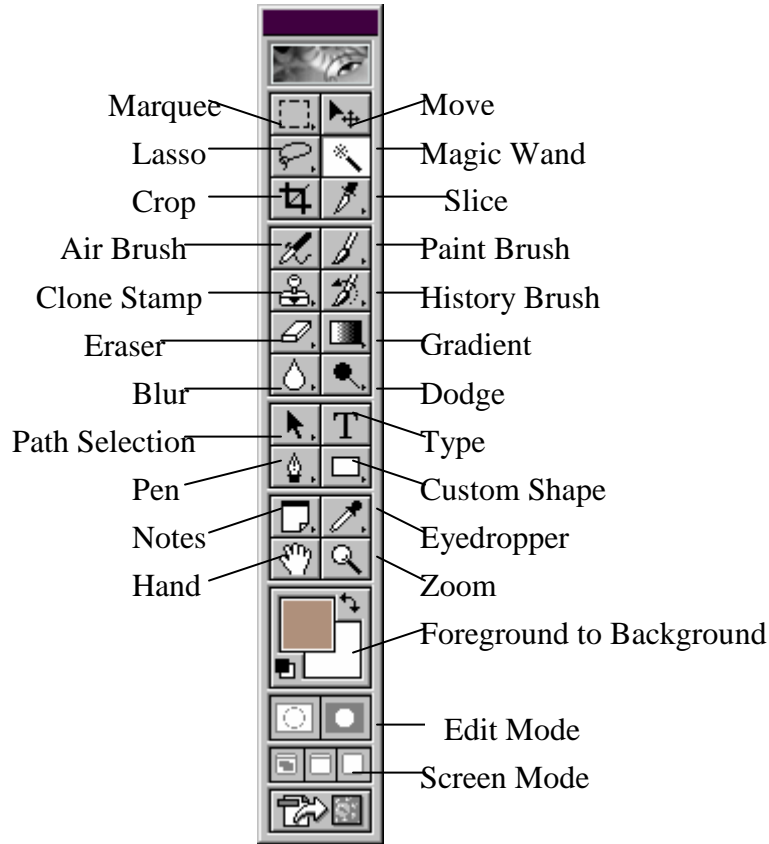 Marquee Move
Lasso Magic Wand
Crop Slice
Air Brush Paint Brush
Clone Stamp History Brush
Eraser Gradient
Blur Dodge
T
Path Selection Type
Pen Custom Shape
Notes Eyedropper
Hand Zoom
Foreground to Background
Edit Mode
Screen Mode